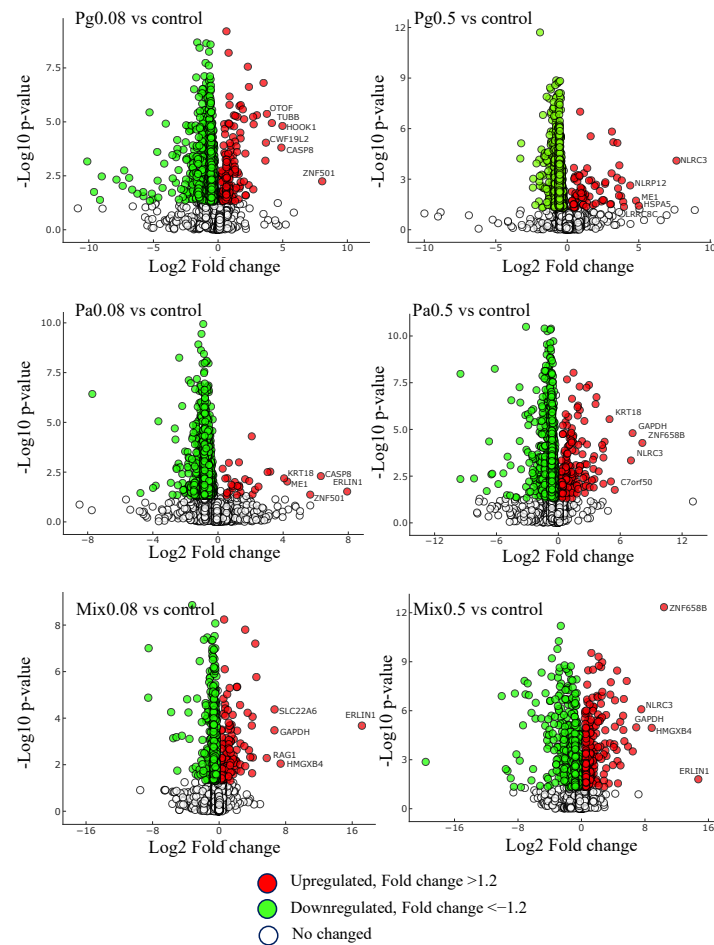 Pg0.08 vs control
Pg0.5 vs control
-Log10 p-value
7.5
5.0
2.5
0.0
OTOF
TUBB
HOOK1
CWF19L2
CASP8
ZNF501
−10
−5
0
5
10
Log2 Fold change
-Log10 p-value
12
9
6
3
0
NLRC3
NLRP12
ME1
HSPA5
LRRC8C
−10
−5
0
5
Log2 Fold change
Pa0.08 vs control
Pa0.5 vs control
-Log10 p-value
10.0
7.5
5.0
2.5
0.0
KRT18
CASP8
ME1
ERLIN1
ZNF501
−8
−4
0
4
8
Log2 Fold change
-Log10 p-value
10.0
7.5
5.0
2.5
0.0
KRT18
GAPDH
ZNF658B
NLRC3
C7orf50
−12
−6
0
6
12
Log2 Fold change
Mix0.08 vs control
Mix0.5 vs control
-Log10 p-value
8
6
4
2
0
SLC22A6
ERLIN1
GAPDH
RAG1
HMGXB4
−16
−8
0
8
16
Log2 Fold change
-Log10 p-value
12
9
6
3
0
ZNF658B
NLRC3
GAPDH
HMGXB4
ERLIN1
−16
−8
0
8
16
Log2 Fold change
Upregulated, Fold change >1.2
Downregulated, Fold change <−1.2
No changed